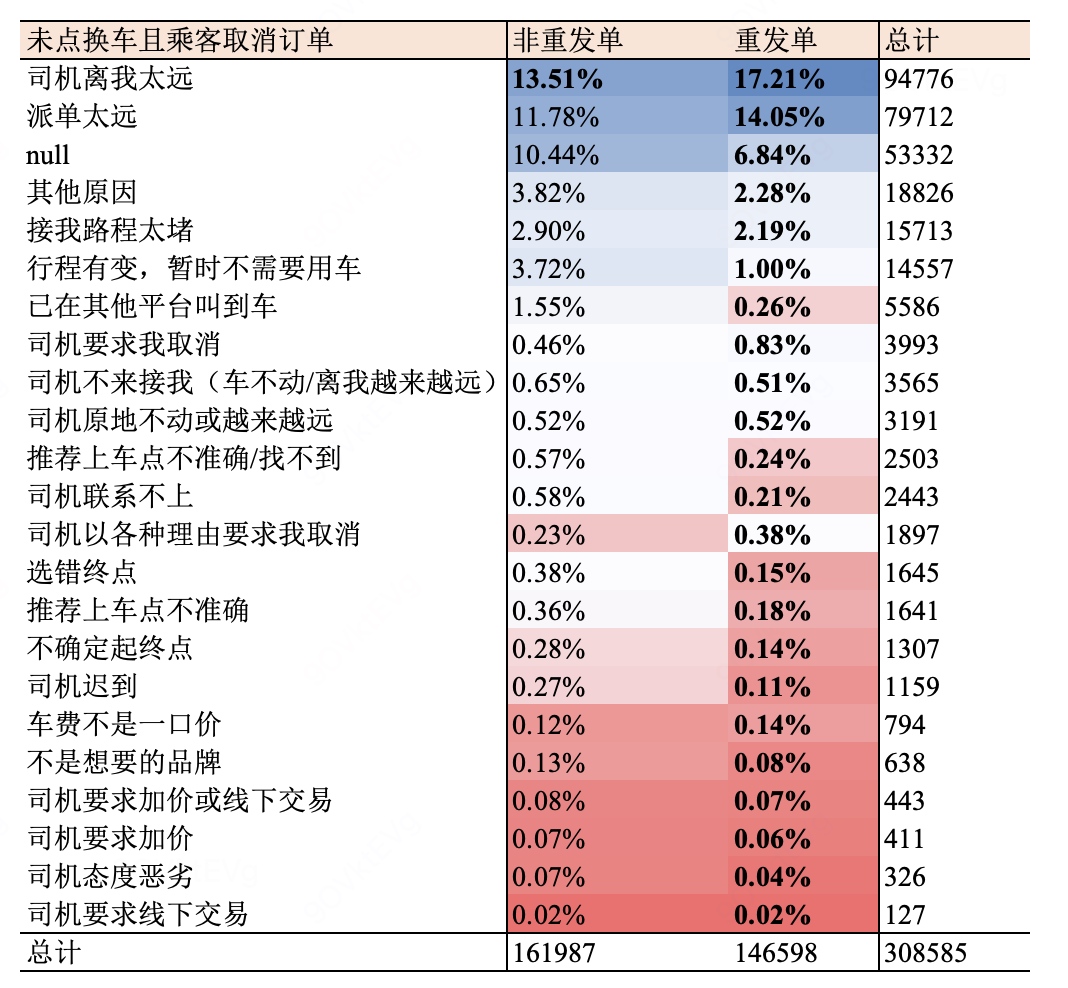 未点换车且乘客取消订单 非重发单 重发单 总计
司机离我太远 13.51% 17.21% 94776
派单太远 11.78% 14.05% 79712
null 10.44% 6.84% 53332
其他原因 3.82% 2.28% 18826
接我路程太堵 2.90% 2.19% 15713
行程有变，暂时不需要用车 3.72% 1.00% 14557
已在其他平台叫到车 1.55% 0.26% 5586
司机要求我取消 0.46% 0.83% 3993
司机不来接我（车不动/离我越来越远） 0.65% 0.51% 3565
司机原地不动或越来越远 0.52% 0.52% 3191
推荐上车点不准确/找不到 0.57% 0.24% 2503
司机联系不上 0.58% 0.21% 2443
司机以各种理由要求我取消 0.23% 0.38% 1897
选错终点 0.38% 0.15% 1645
推荐上车点不准确 0.36% 0.18% 1641
不确定起终点 0.28% 0.14% 1307
司机迟到 0.27% 0.11% 1159
车费不是一口价 0.12% 0.14% 794
不是想要的品牌 0.13% 0.08% 638
司机要求加价或线下交易 0.08% 0.07% 443
司机要求加价 0.07% 0.06% 411
司机态度恶劣 0.07% 0.04% 326
司机要求线下交易 0.02% 0.02% 127
总计 161987 146598 308585